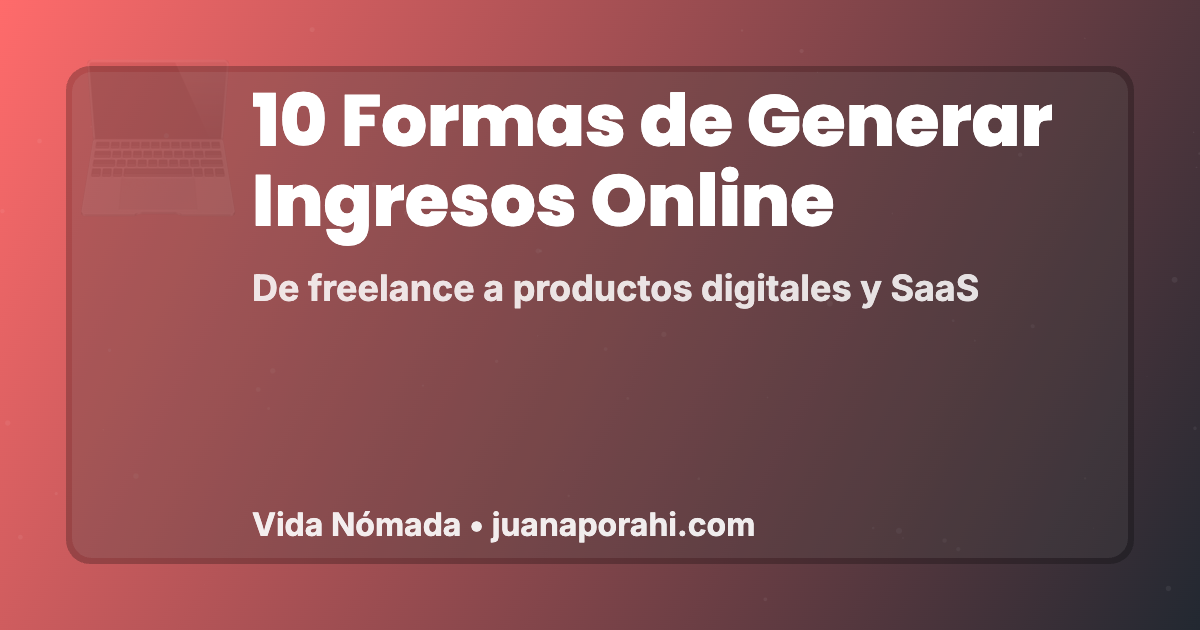 10 Formas de Generar
Ingresos Online
De freelance a productos digitales y SaaS
Vida Nómada • juanaporahi.com